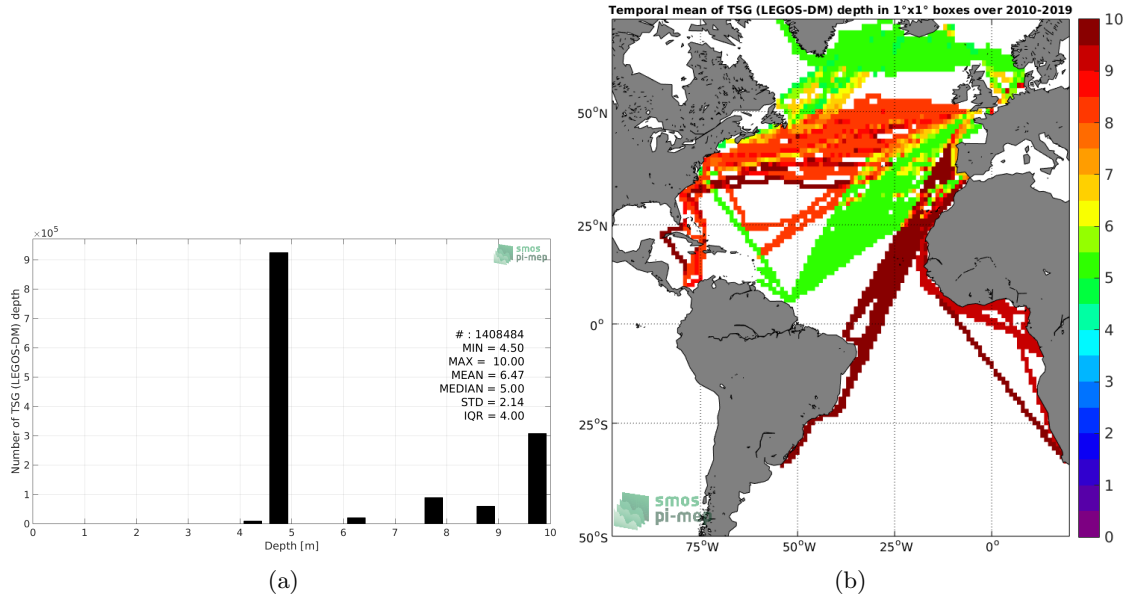 ×10⁵
9
8
7
6
5
4
3
2
1
0
Number of TSG (LEGOS-DM) depth
smos
pi-mep
# : 1408484
MIN = 4.50
MAX = 10.00
MEAN = 6.47
MEDIAN = 5.00
STD = 2.14
IQR = 4.00
0 1 2 3 4 5 6 7 8 9 10
Depth [m]
(a)
Temporal mean of TSG (LEGOS-DM) depth in 1°x1° boxes over 2010-2019
50°N
25°N
0°
25°S
50°S
75°W 50°W 25°W 0°
smos
pi-mep
10
9
8
7
6
5
4
3
2
1
0
(b)